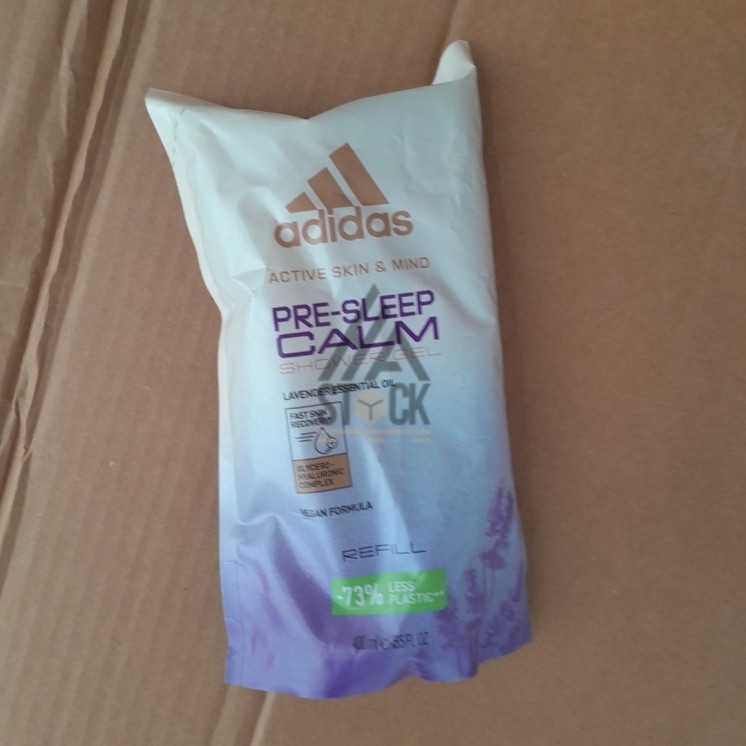 adidas
ACTIVE SKIN & MIND
PRE-SLEEP
CALM
SHOWER GEL
LAVENDER ESSENTIAL OIL
STOCK
FAST SKIN
RECOVERY*
GLYCERO-
HYALURONIC
COMPLEX
VEGAN FORMULA
REFILL
-73% LESS
PLASTIC**
400 ml e 13.5 FL OZ